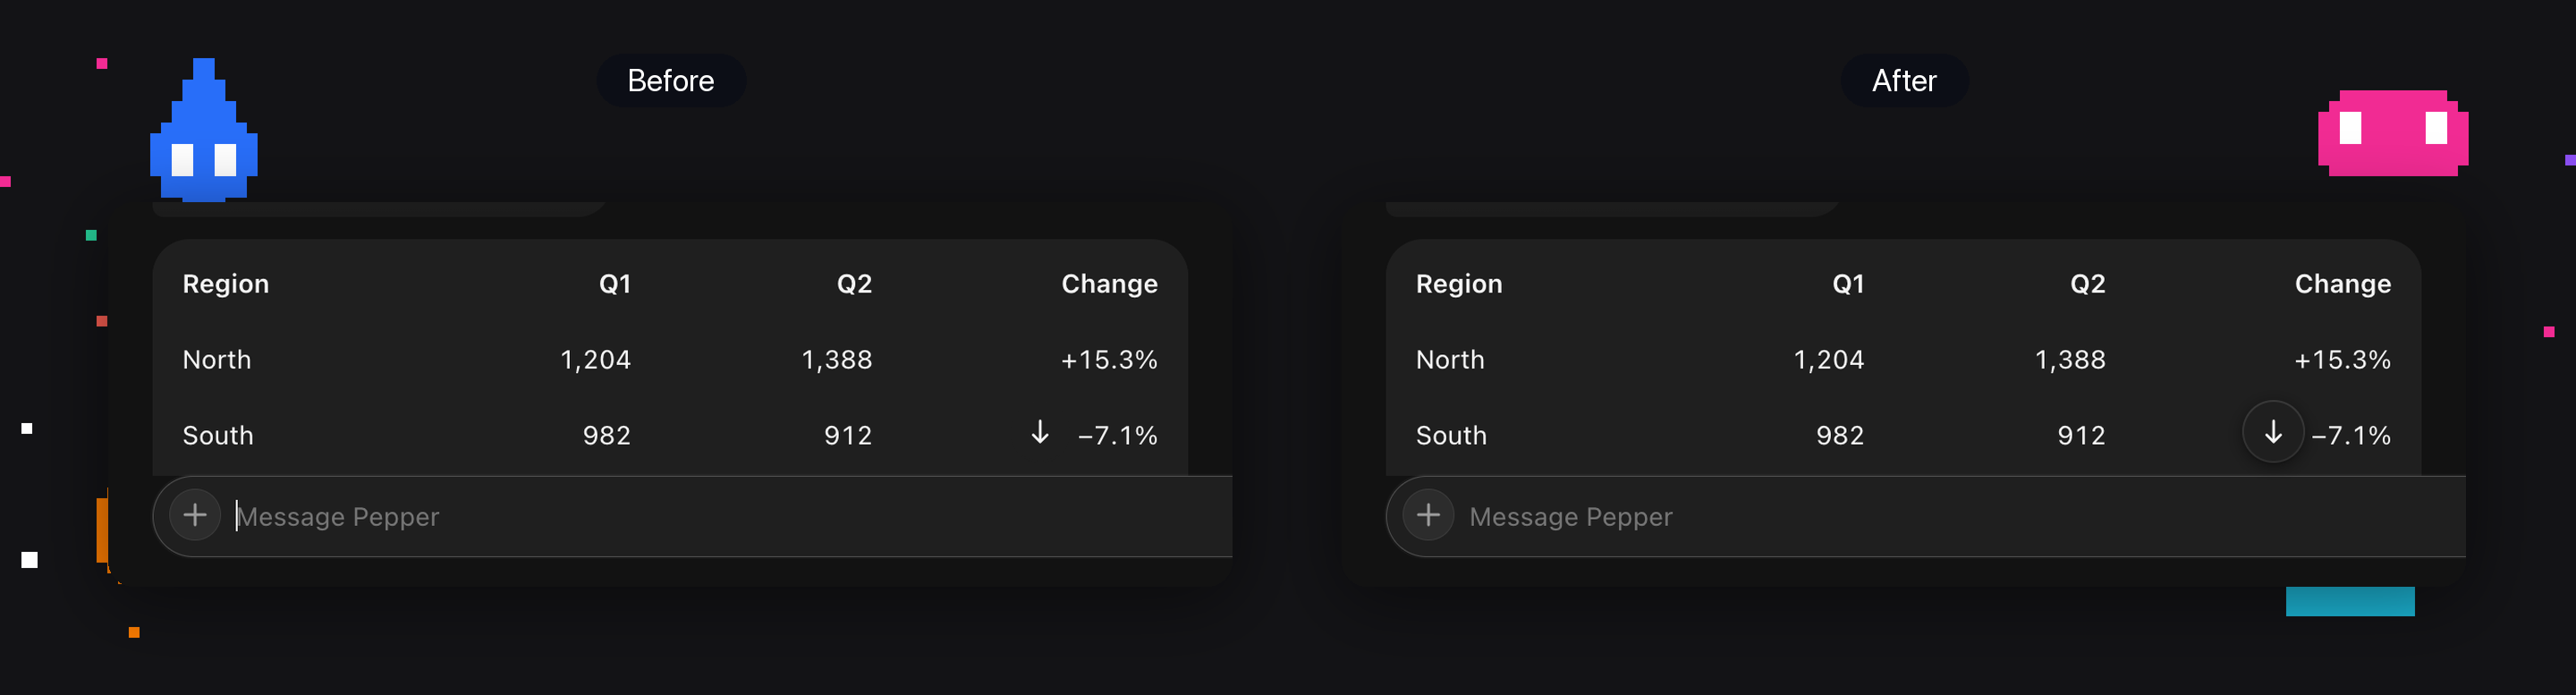 Before
Region Q1 Q2 Change
North 1,204 1,388 +15.3%
South 982 912 ↓ −7.1%
Message Pepper
After
Region Q1 Q2 Change
North 1,204 1,388 +15.3%
South 982 912 ↓ −7.1%
Message Pepper